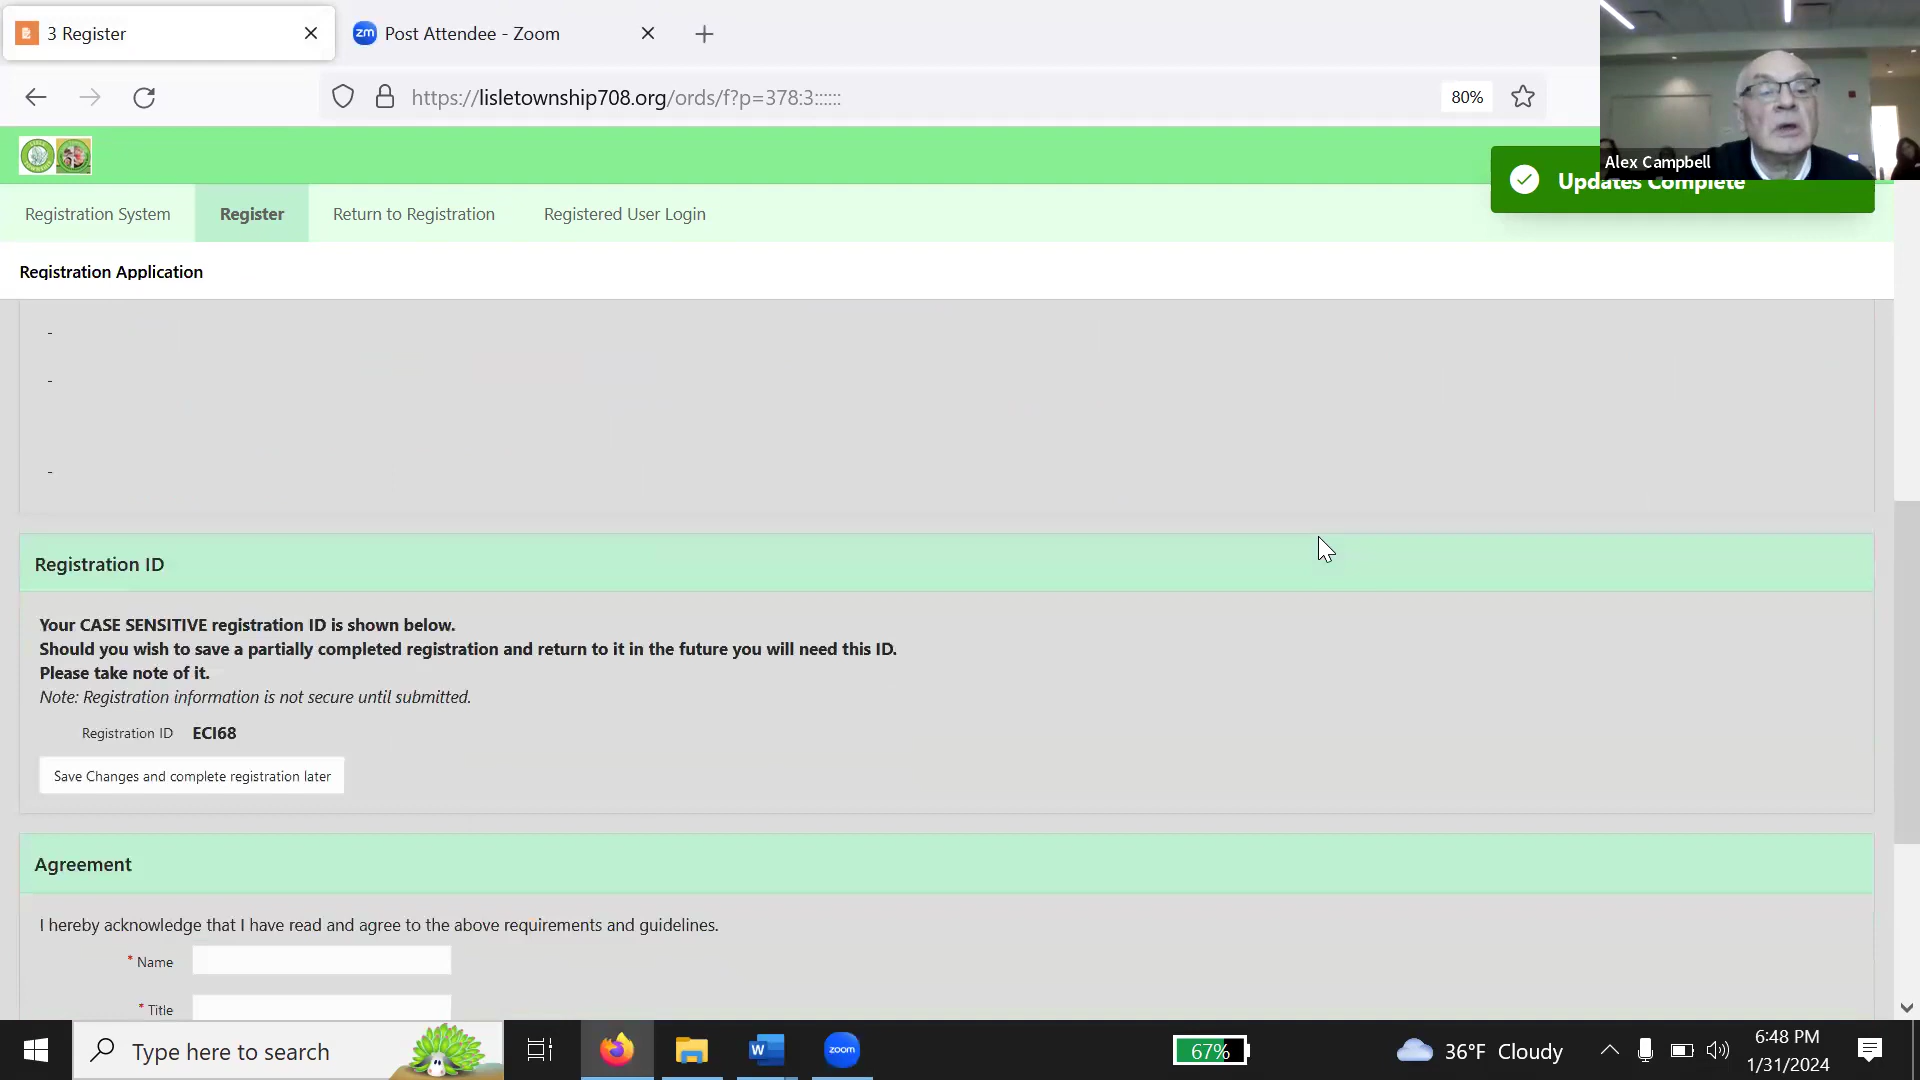 3 Register
Post Attendee - Zoom
https://lisletownship708.org/ords/f?p=378:3::::::
80%
Alex Campbell
Updates Complete
Registration System
Register
Return to Registration
Registered User Login
Registration Application
-
-
-
Registration ID
Your CASE SENSITIVE registration ID is shown below.
Should you wish to save a partially completed registration and return to it in the future you will need this ID.
Please take note of it.
Note: Registration information is not secure until submitted.
Registration ID ECI68
Save Changes and complete registration later
Agreement
I hereby acknowledge that I have read and agree to the above requirements and guidelines.
* Name
* Title
Type here to search
W
zoom
67%
36°F Cloudy
6:48 PM
1/31/2024